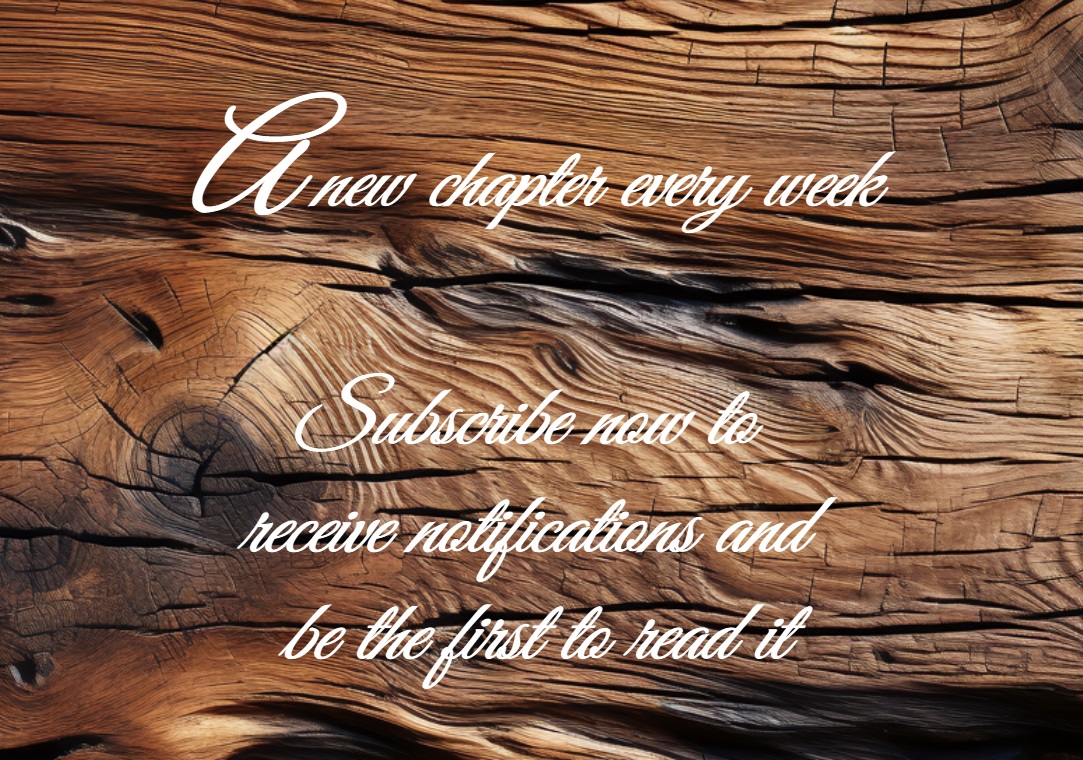 A new chapter every week
Subscribe now to
receive notifications and
be the first to read it